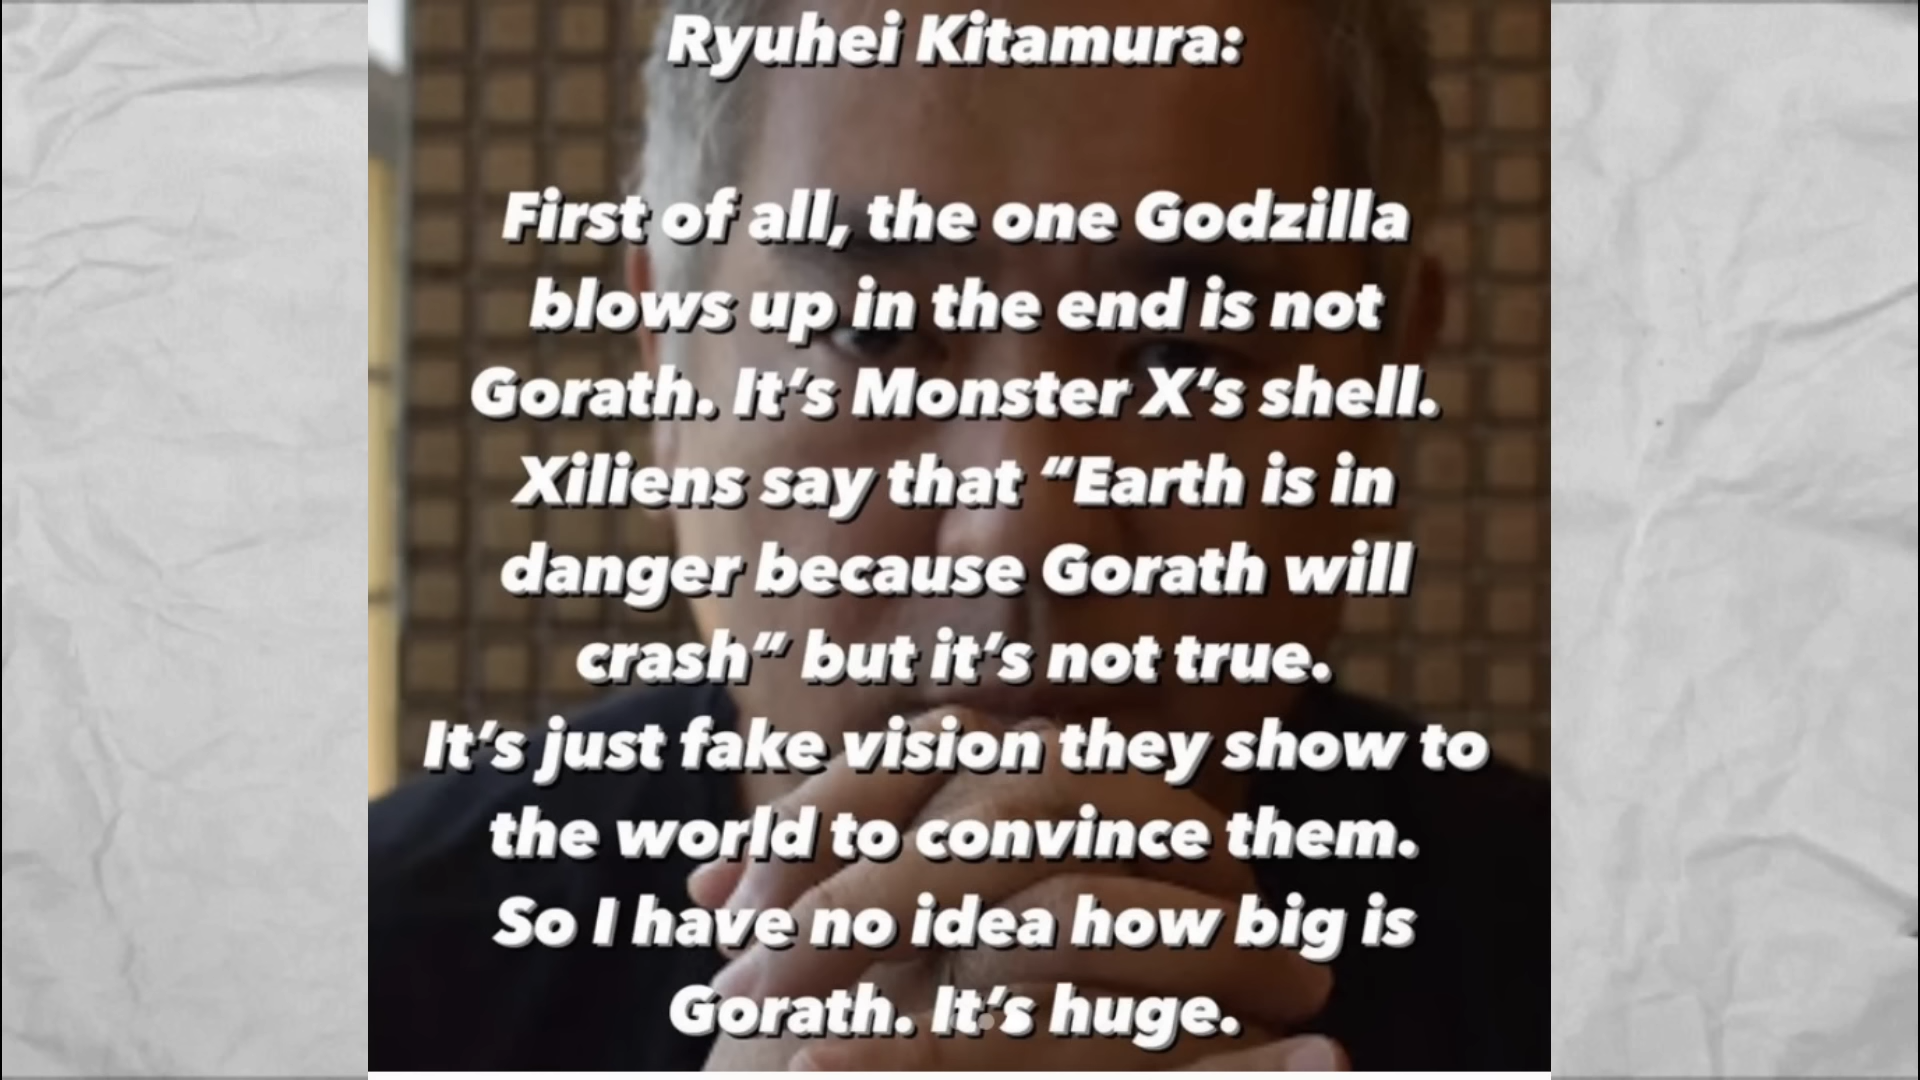 Ryuhei Kitamura:
First of all, the one Godzilla
blows up in the end is not
Gorath. It's Monster X's shell.
Xiliens say that “Earth is in
danger because Gorath will
crash” but it's not true.
It's just fake vision they show to
the world to convince them.
So I have no idea how big is
Gorath. It's huge.